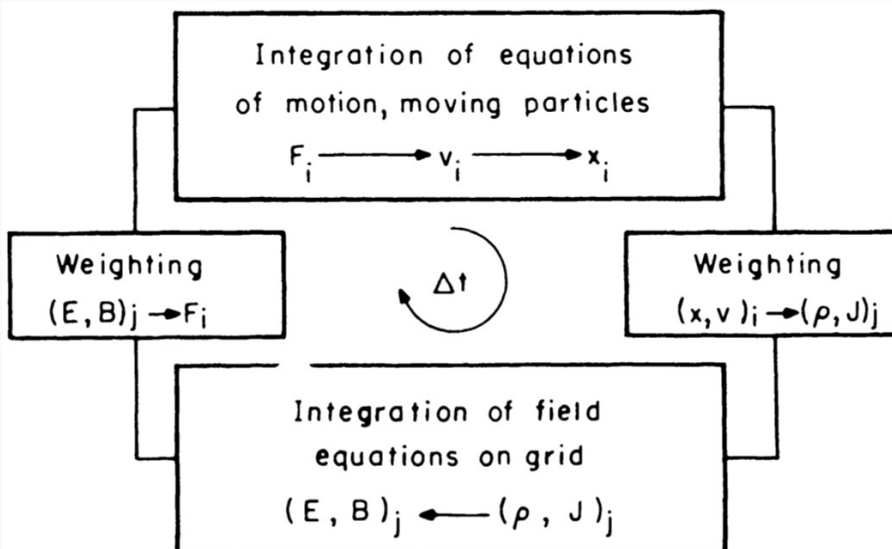 Integration of equations
of motion, moving particles
F_i → v_i → x_i
Weighting
(E, B)_j → F_i
Δt
Weighting
(x, v)_i → (ρ, J)_j
Integration of field
equations on grid
(E, B)_j ← (ρ, J)_j